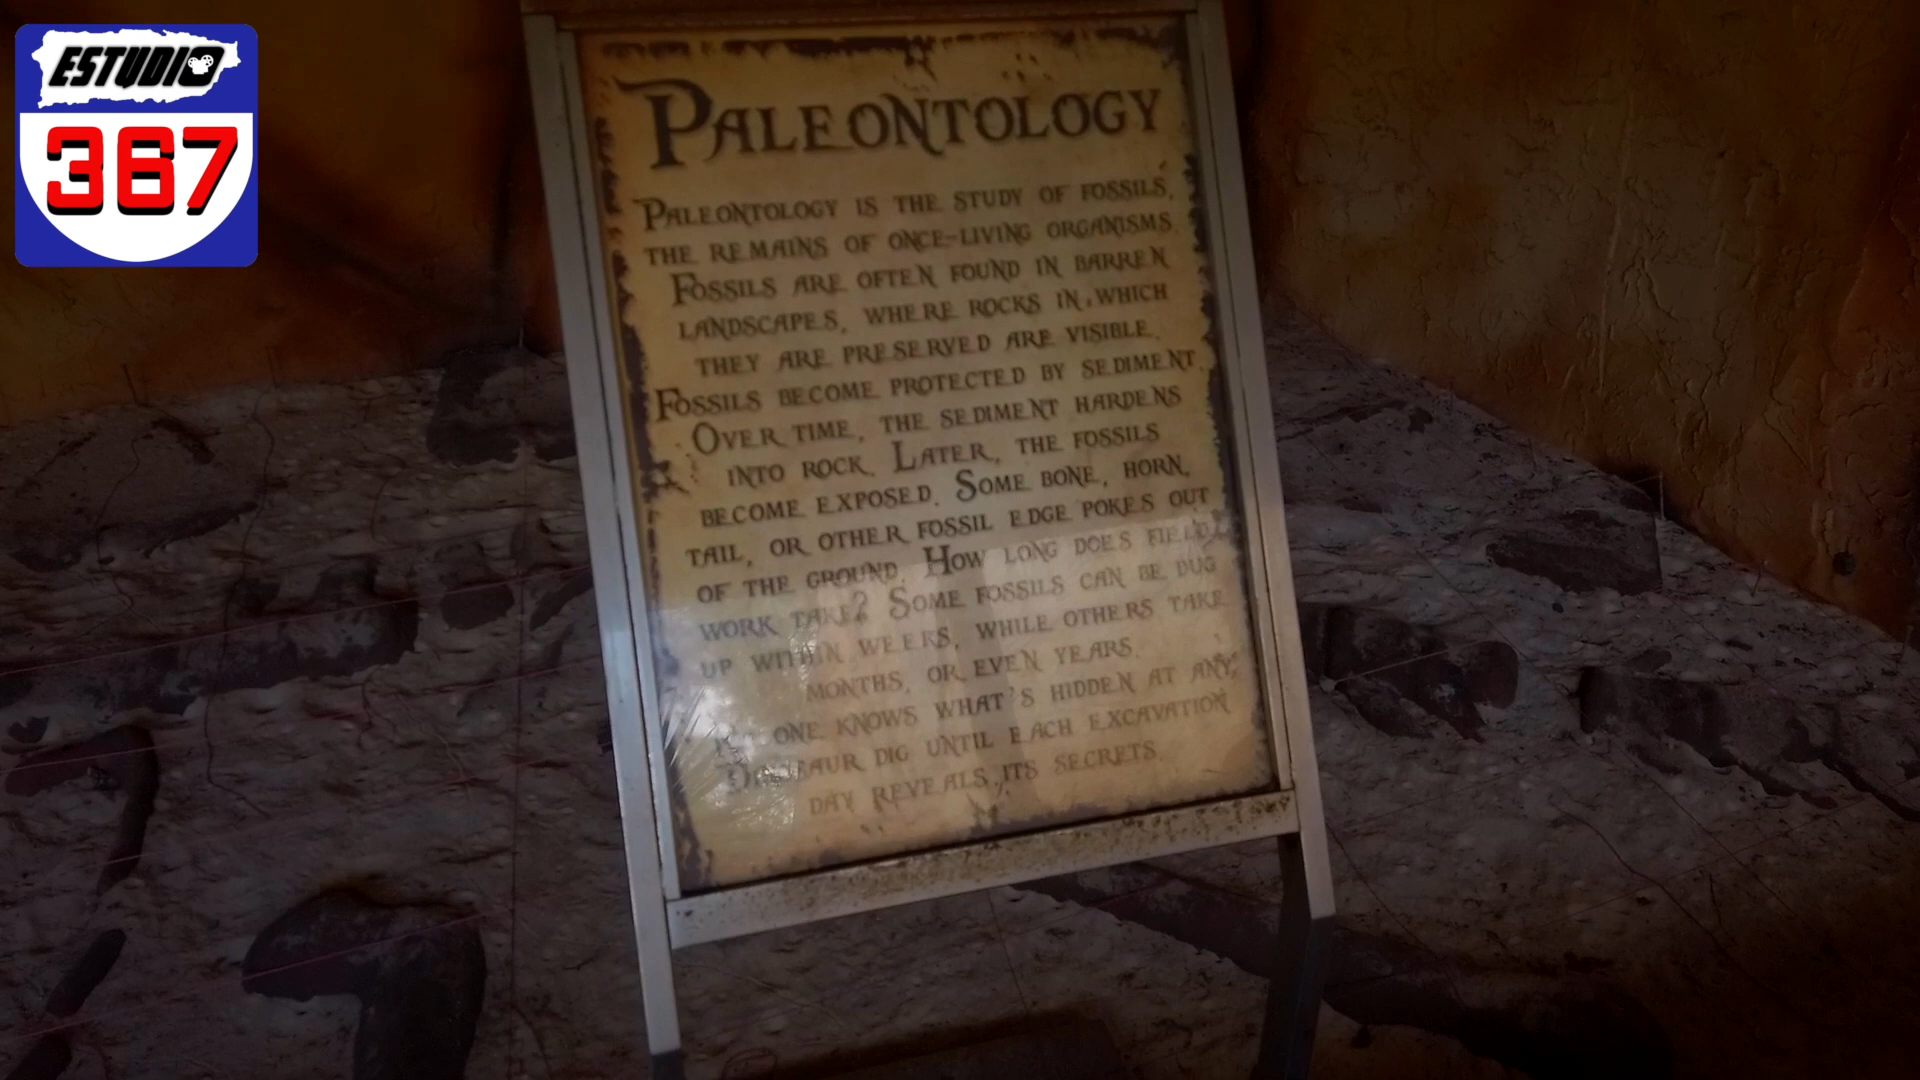 ESTUDIO
367
PALEONTOLOGY
PALEONTOLOGY IS THE STUDY OF FOSSILS,
THE REMAINS OF ONCE-LIVING ORGANISMS.
FOSSILS ARE OFTEN FOUND IN BARREN
LANDSCAPES, WHERE ROCKS IN WHICH
THEY ARE PRESERVED ARE VISIBLE.
FOSSILS BECOME PROTECTED BY SEDIMENT.
OVER TIME, THE SEDIMENT HARDENS
INTO ROCK. LATER, THE FOSSILS
BECOME EXPOSED. SOME BONE, HORN,
TAIL, OR OTHER FOSSIL EDGE POKES OUT
OF THE GROUND. HOW LONG DOES FIELD
WORK TAKE? SOME FOSSILS CAN BE DUG
UP WITHIN WEEKS, WHILE OTHERS TAKE
MONTHS, OR EVEN YEARS.
ONE KNOWS WHAT'S HIDDEN AT ANY
DINOSAUR DIG UNTIL EACH EXCAVATION
DAY REVEALS ITS SECRETS.